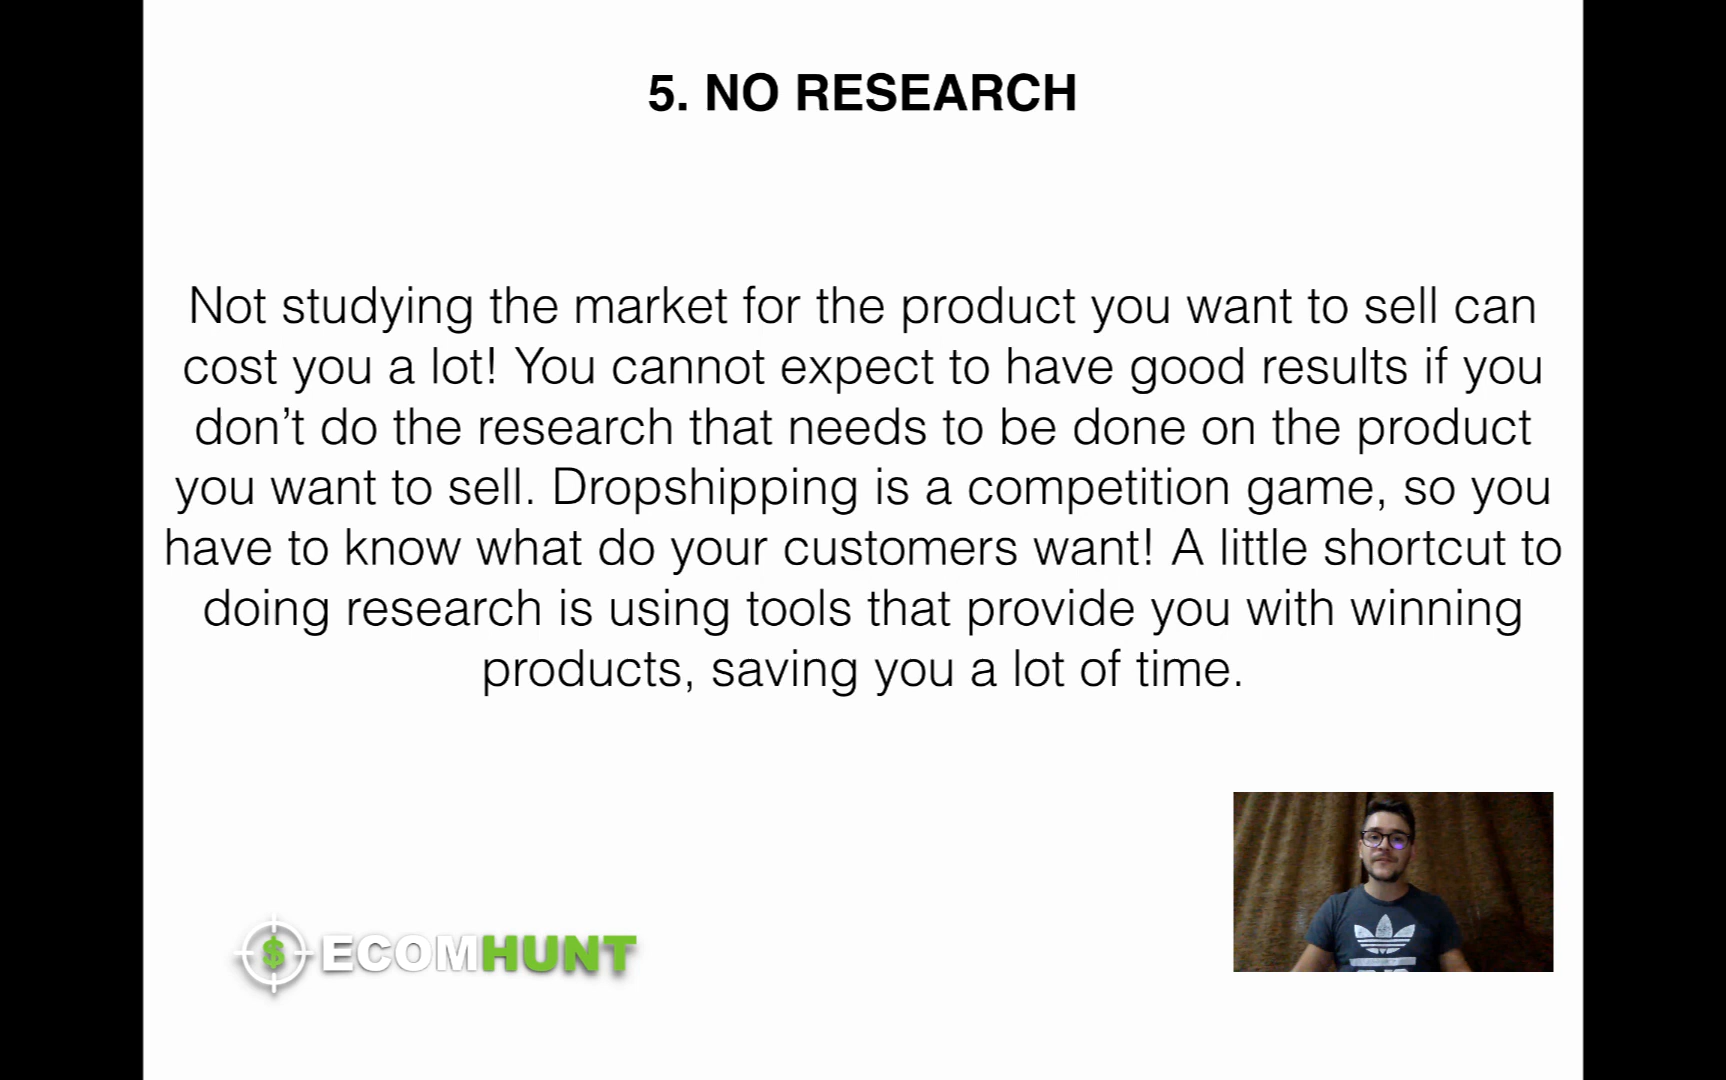 5. NO RESEARCH
Not studying the market for the product you want to sell can
cost you a lot! You cannot expect to have good results if you
don’t do the research that needs to be done on the product
you want to sell. Dropshipping is a competition game, so you
have to know what do your customers want! A little shortcut to
doing research is using tools that provide you with winning
products, saving you a lot of time.
$ ECOMHUNT